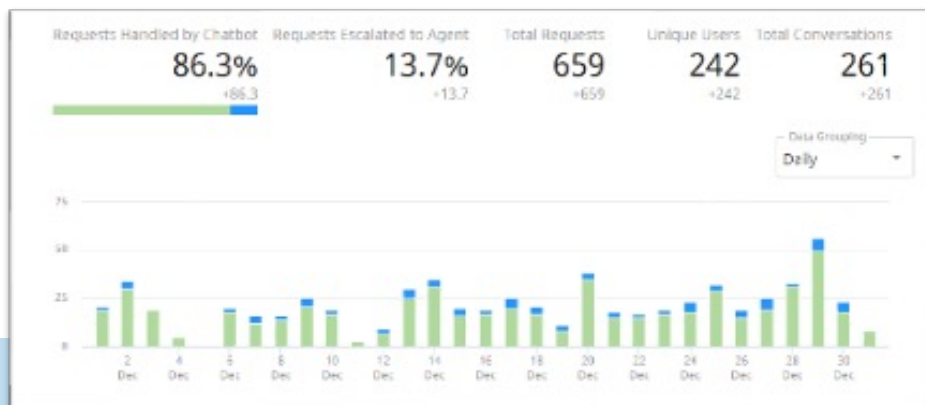 Requests Handled by Chatbot Requests Escalated to Agent Total Requests Unique Users Total Conversations
86.3% 13.7% 659 242 261
+86.3 +13.7 +659 +242 +261
Data Grouping
Daily
75
50
25
0
2 4 6 8 10 12 14 16 18 20 22 24 26 28 30
Dec Dec Dec Dec Dec Dec Dec Dec Dec Dec Dec Dec Dec Dec Dec